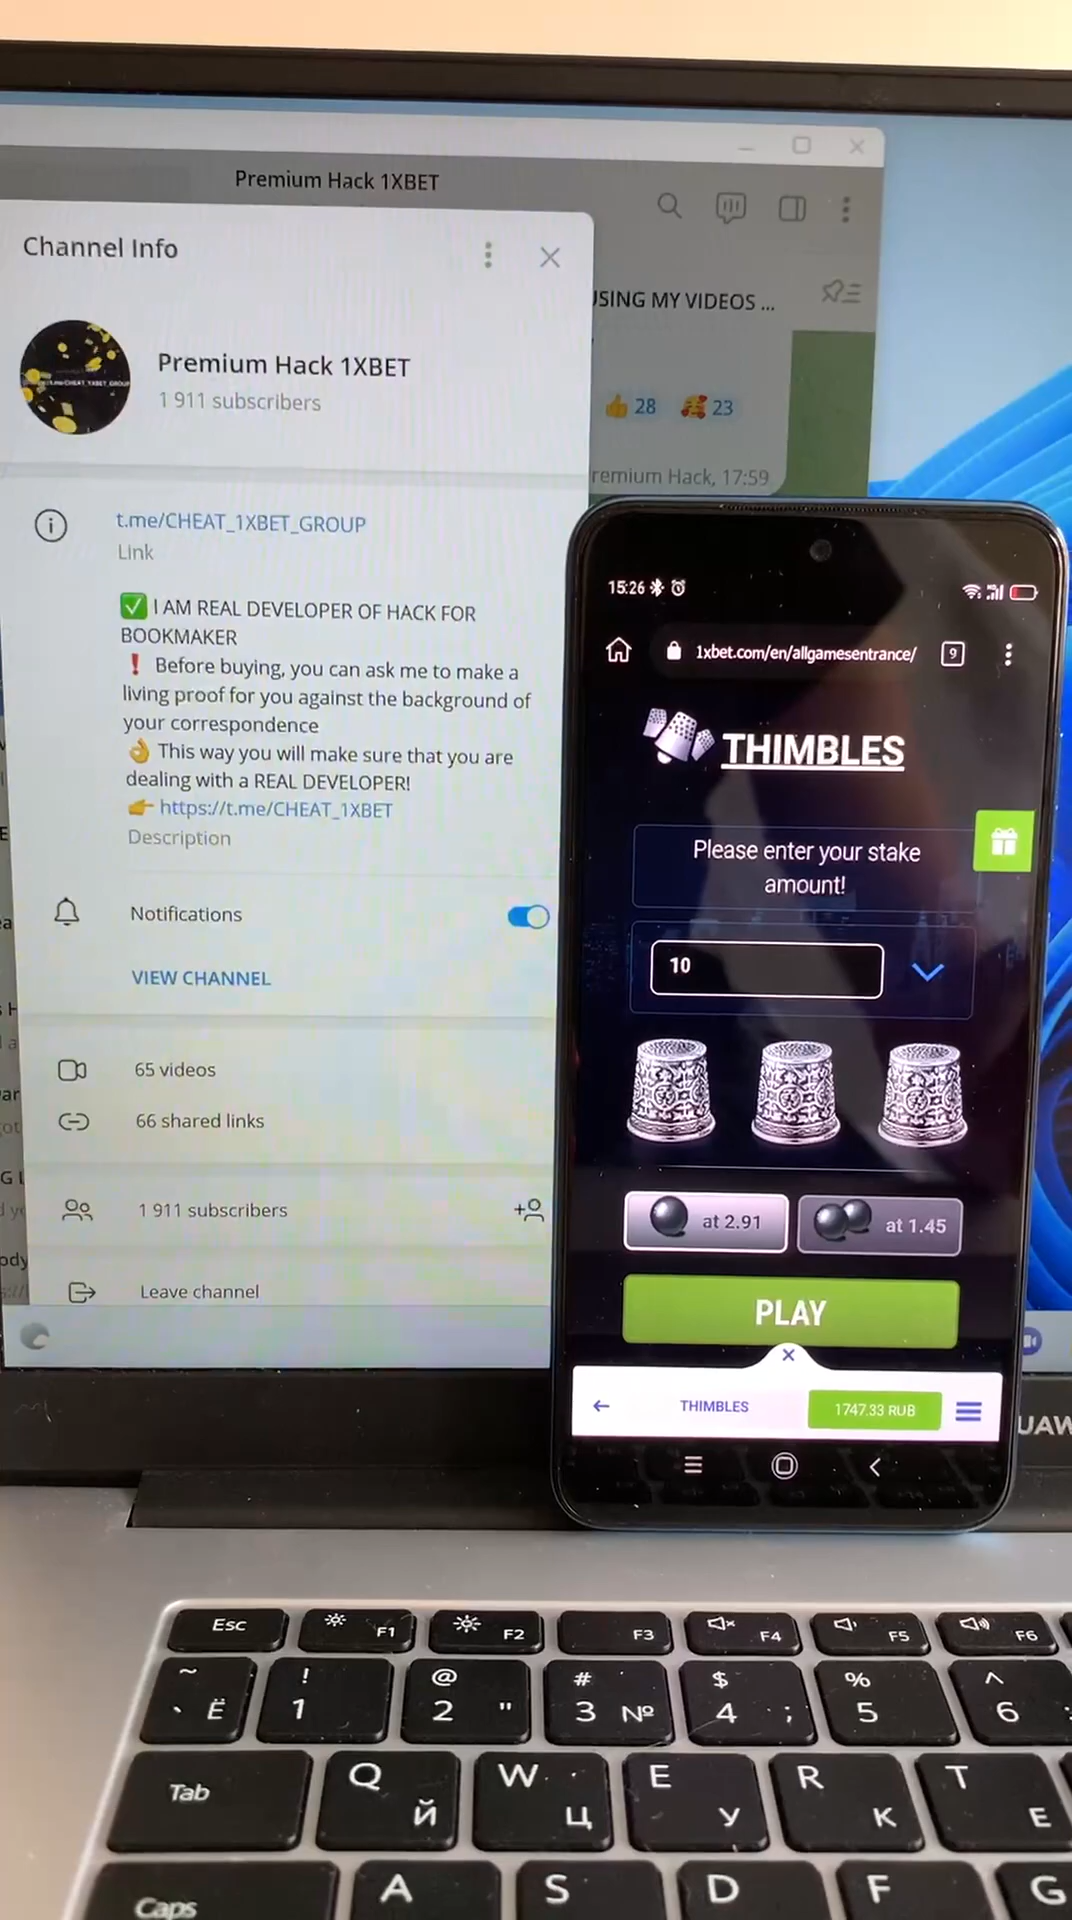 Premium Hack 1XBET
Channel Info
USING MY VIDEOS ...
Premium Hack 1XBET
1 911 subscribers
28
23
remium Hack, 17:59
t.me/CHEAT_1XBET_GROUP
Link
✅ I AM REAL DEVELOPER OF HACK FOR
BOOKMAKER
❗ Before buying, you can ask me to make a
living proof for you against the background of
your correspondence
👌 This way you will make sure that you are
dealing with a REAL DEVELOPER!
👉 https://t.me/CHEAT_1XBET
Description
Notifications
VIEW CHANNEL
65 videos
66 shared links
1 911 subscribers
Leave channel
15:26
1xbet.com/en/allgamesentrance/
9
THIMBLES
Please enter your stake
amount!
10
at 2.91
at 1.45
PLAY
THIMBLES
1747.33 RUB
UAW
Esc
F1
F2
F3
F4
F5
F6
~ ` Ё
! 1
@ 2 "
# 3 №
$ 4 ;
% 5
^ 6 :
Tab
Q Й
W Ц
E У
R К
T Е
Caps
A
S
D
F
G